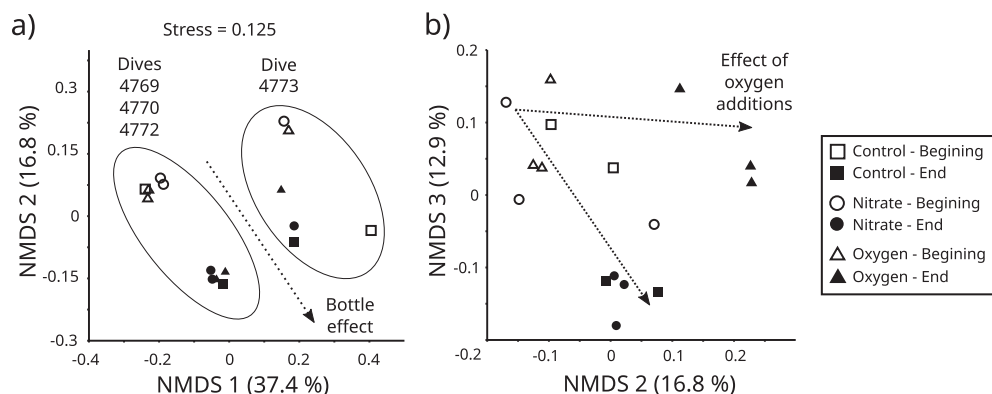 a)
Stress = 0.125
Dives
4769
4770
4772
Dive
4773
0.3
0.15
0
-0.15
-0.3
-0.4
-0.2
0
0.2
0.4
NMDS 2 (16.8 %)
NMDS 1 (37.4 %)
Bottle
effect
b)
0.2
0.1
0
-0.1
-0.2
-0.1
0
0.1
0.2
NMDS 3 (12.9 %)
NMDS 2 (16.8 %)
Effect of
oxygen
additions
Control - Begining
Control - End
Nitrate - Begining
Nitrate - End
Oxygen - Begining
Oxygen - End